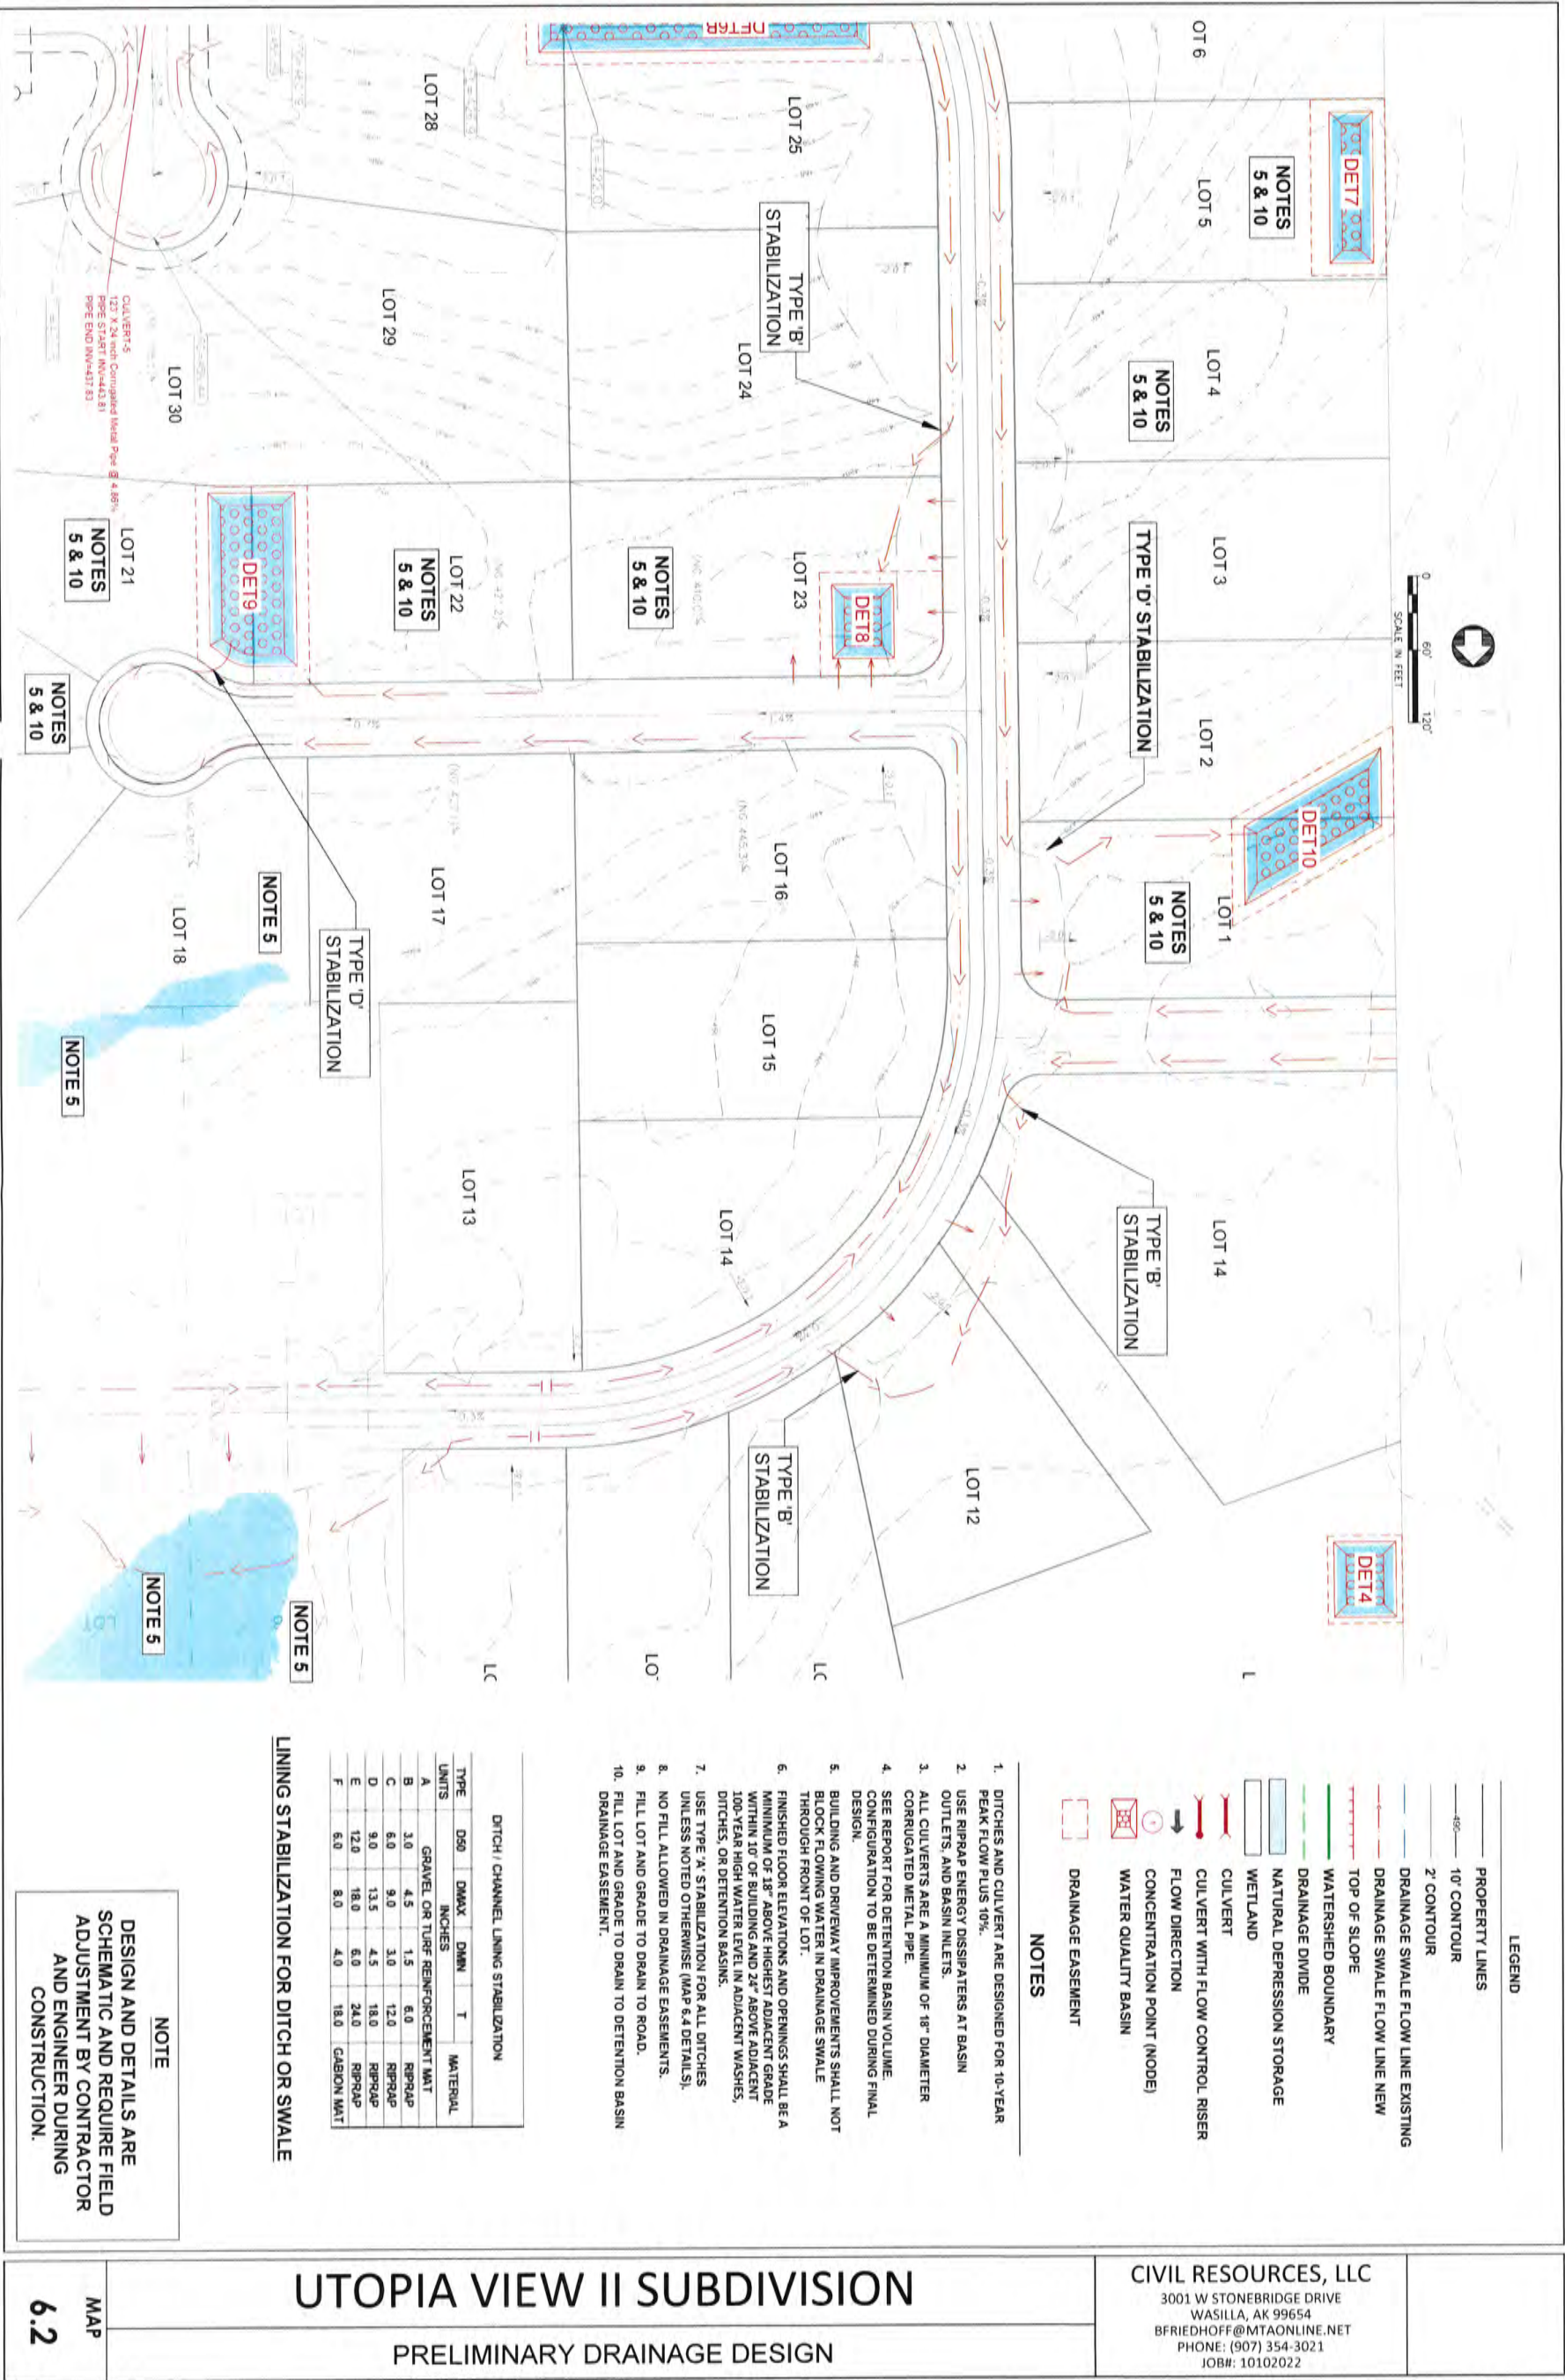 LEGEND
PROPERTY LINES
490
10' CONTOUR
2' CONTOUR
DRAINAGE SWALE FLOW LINE EXISTING
DRAINAGE SWALE FLOW LINE NEW
TOP OF SLOPE
WATERSHED BOUNDARY
DRAINAGE DIVIDE
NATURAL DEPRESSION STORAGE
WETLAND
CULVERT
CULVERT WITH FLOW CONTROL RISER
FLOW DIRECTION
CONCENTRATION POINT (NODE)
WATER QUALITY BASIN
DRAINAGE EASEMENT
NOTES
1. DITCHES AND CULVERT ARE DESIGNED FOR 10-YEAR
PEAK FLOW PLUS 10%.
2. USE RIPRAP ENERGY DISSIPATERS AT BASIN
OUTLETS, AND BASIN INLETS.
3. ALL CULVERTS ARE A MINIMUM OF 18" DIAMETER
CORRUGATED METAL PIPE.
4. SEE REPORT FOR DETENTION BASIN VOLUME.
CONFIGURATION TO BE DETERMINED DURING FINAL
DESIGN.
5. BUILDING AND DRIVEWAY IMPROVEMENTS SHALL NOT
BLOCK FLOWING WATER IN DRAINAGE SWALE
THROUGH FRONT OF LOT.
6. FINISHED FLOOR ELEVATIONS AND OPENINGS SHALL BE A
MINIMUM OF 18" ABOVE HIGHEST ADJACENT GRADE
WITHIN 10' OF BUILDING AND 24" ABOVE ADJACENT
100-YEAR HIGH WATER LEVEL IN ADJACENT WASHES,
DITCHES, OR DETENTION BASINS.
7. USE TYPE 'A' STABILIZATION FOR ALL DITCHES
UNLESS NOTED OTHERWISE (MAP 6.4 DETAILS).
8. NO FILL ALLOWED IN DRAINAGE EASEMENTS.
9. FILL LOT AND GRADE TO DRAIN TO ROAD.
10. FILL LOT AND GRADE TO DRAIN TO DETENTION BASIN
DRAINAGE EASEMENT.
DITCH / CHANNEL LINING STABILIZATION
TYPE D50 DMAX DMIN T MATERIAL
UNITS INCHES
A GRAVEL OR TURF REINFORCEMENT MAT
B 3.0 4.5 1.5 6.0 RIPRAP
C 6.0 9.0 3.0 12.0 RIPRAP
D 9.0 13.5 4.5 18.0 RIPRAP
E 12.0 18.0 6.0 24.0 RIPRAP
F 6.0 8.0 4.0 18.0 GABION MAT
LINING STABILIZATION FOR DITCH OR SWALE
NOTE
DESIGN AND DETAILS ARE
SCHEMATIC AND REQUIRE FIELD
ADJUSTMENT BY CONTRACTOR
AND ENGINEER DURING
CONSTRUCTION.
0 60' 120'
SCALE IN FEET
OT 6
DET7
LOT 5
NOTES
5 & 10
LOT 4
NOTES
5 & 10
LOT 3
TYPE 'D' STABILIZATION
LOT 2
DET10
LOT 1
NOTES
5 & 10
LOT 14
TYPE 'B'
STABILIZATION
DET4
L
LOT 12
DET6
LOT 25
TYPE 'B'
STABILIZATION
LOT 24
LOT 23
DET8
NOTES
5 & 10
LOT 16
LOT 15
LOT 14
TYPE 'B'
STABILIZATION
LC
LO
LC
LOT 28
LOT 29
LOT 22
NOTES
5 & 10
LOT 17
LOT 13
LOT 30
CULVERT-5
123' X 24 inch Corrugated Metal Pipe @ 4.86%
PIPE START INV=443.81
PIPE END INV=437.83
LOT 21
NOTES
5 & 10
DET9
NOTES
5 & 10
TYPE 'D'
STABILIZATION
LOT 18
NOTE 5
NOTE 5
NOTE 5
NOTE 5
UTOPIA VIEW II SUBDIVISION
PRELIMINARY DRAINAGE DESIGN
CIVIL RESOURCES, LLC
3001 W STONEBRIDGE DRIVE
WASILLA, AK 99654
BFRIEDHOFF@MTAONLINE.NET
PHONE: (907) 354-3021
JOB#: 10102022
MAP
6.2